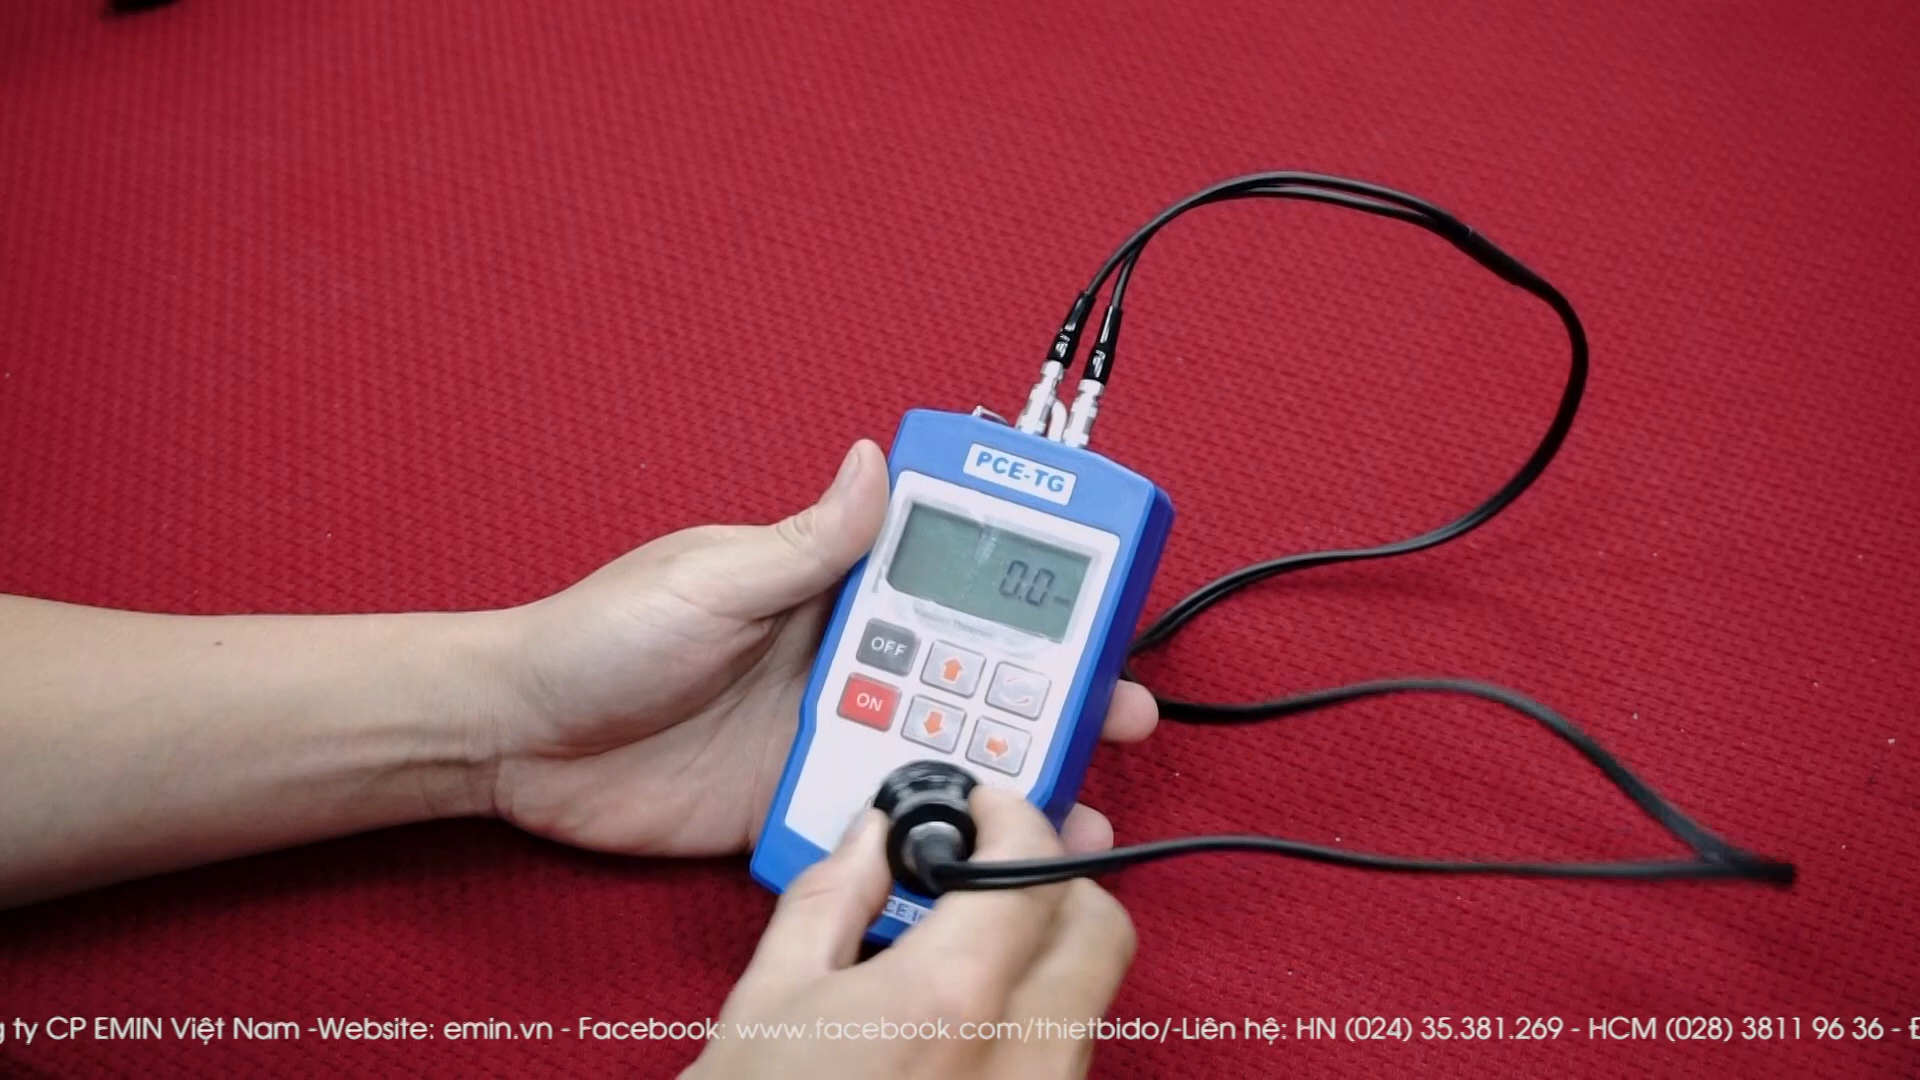 PCE-TG
0.0-
OFF
ON
ty CP EMIN Việt Nam -Website: emin.vn - Facebook: www.facebook.com/thietbido/-Liên hệ: HN (024) 35.381.269 - HCM (028) 3811 96 36 -